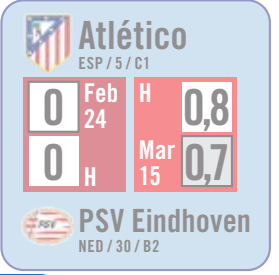 Atlético
ESP / 5 / C1
0 Feb 24 H 0,8
0 H Mar 15 0,7
PSV
PSV Eindhoven
NED / 30 / B2